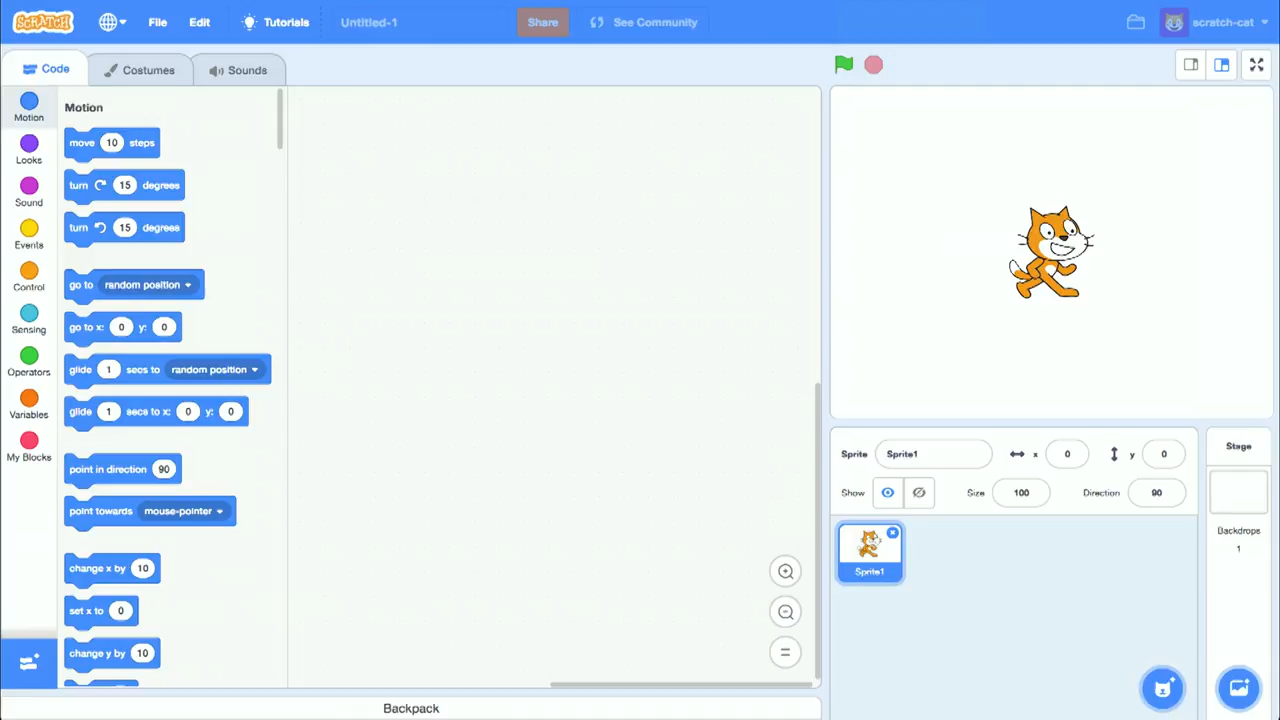 SCRATCH File Edit Tutorials Untitled-1 Share See Community scratch-cat
Code Costumes Sounds
Motion
Looks
Sound
Events
Control
Sensing
Operators
Variables
My Blocks
Motion
move 10 steps
turn 15 degrees
turn 15 degrees
go to random position
go to x: 0 y: 0
glide 1 secs to random position
glide 1 secs to x: 0 y: 0
point in direction 90
point towards mouse-pointer
change x by 10
set x to 0
change y by 10
Backpack
Sprite Sprite1 x 0 y 0
Show Size 100 Direction 90
Sprite1
Stage
Backdrops
1